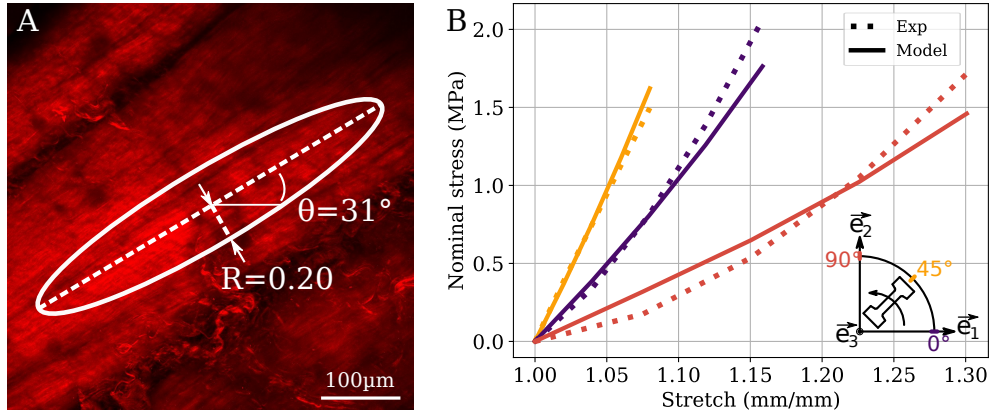 A
θ=31°
R=0.20
100µm
B
Nominal stress (MPa)
2.0
1.5
1.0
0.5
0.0
Exp
Model
e₂
90°
45°
e₃
e₁
0°
1.00 1.05 1.10 1.15 1.20 1.25 1.30
Stretch (mm/mm)